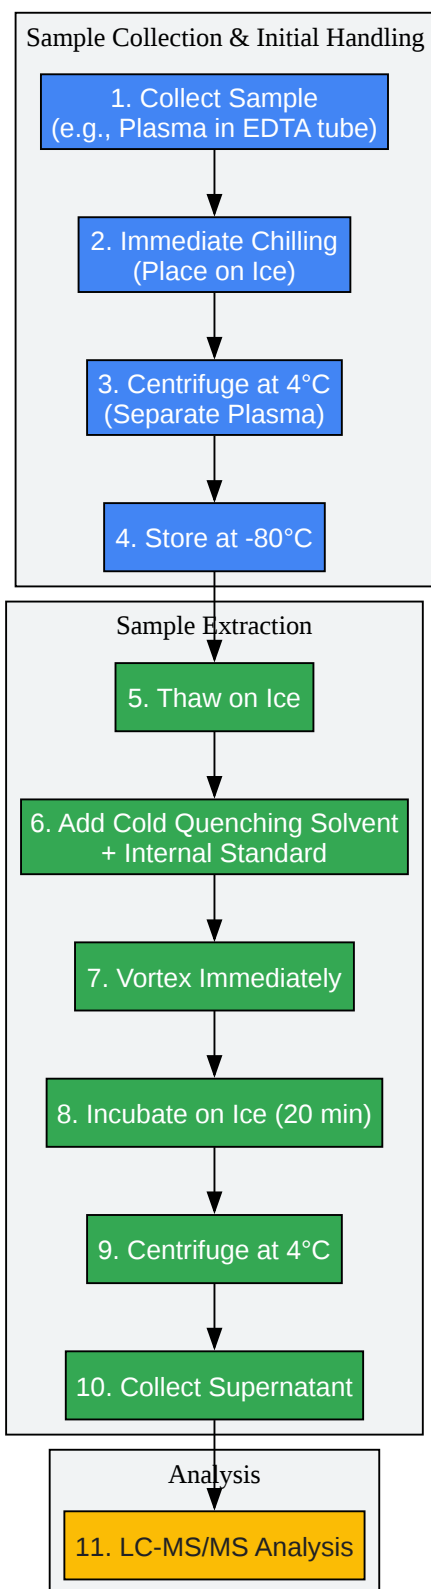 Sample Collection & Initial Handling
1. Collect Sample
(e.g., Plasma in EDTA tube)
2. Immediate Chilling
(Place on Ice)
3. Centrifuge at 4°C
(Separate Plasma)
4. Store at -80°C
Sample Extraction
5. Thaw on Ice
6. Add Cold Quenching Solvent
+ Internal Standard
7. Vortex Immediately
8. Incubate on Ice (20 min)
9. Centrifuge at 4°C
10. Collect Supernatant
Analysis
11. LC-MS/MS Analysis